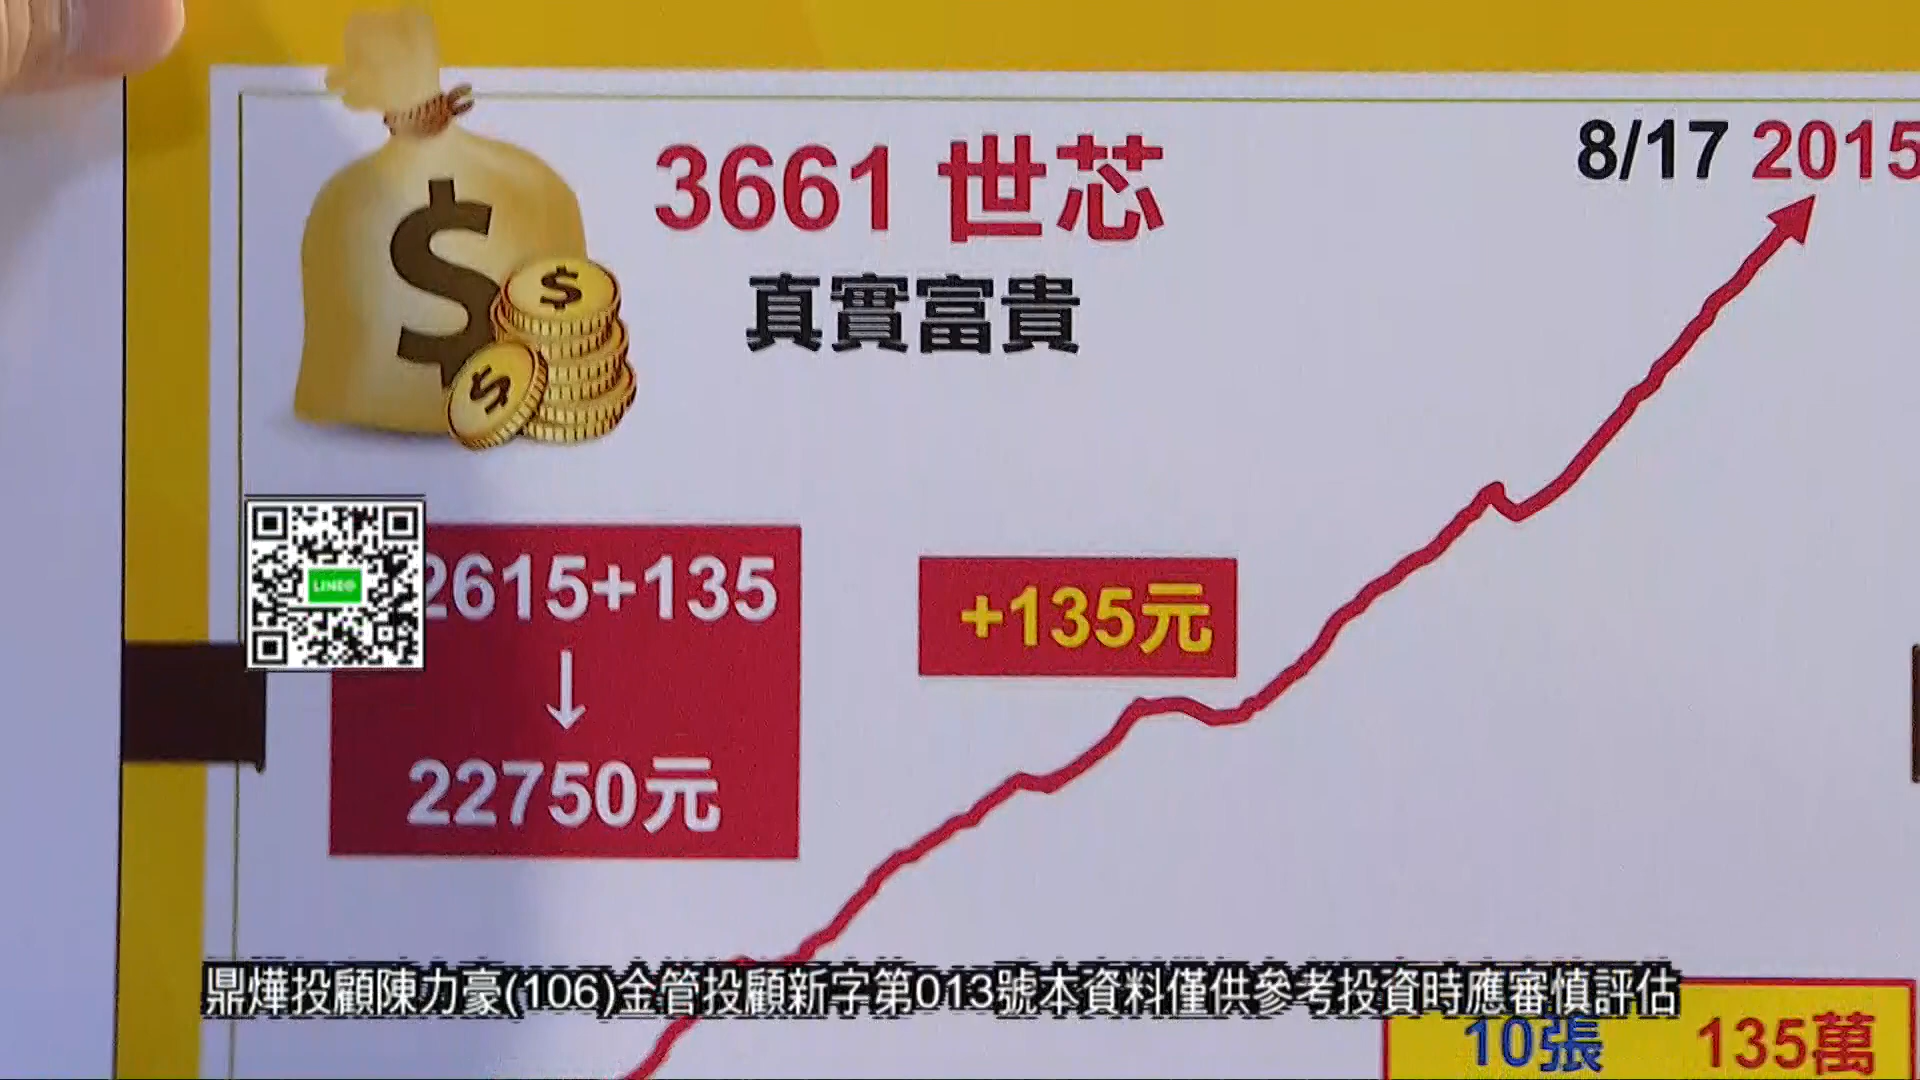 3661 世芯
8/17 2015
真實富貴
$
$
$
LINE@
2615+135
↓
22750元
+135元
鼎燁投顧陳力豪(106)金管投顧新字第013號本資料僅供參考投資時應審慎評估
10張 135萬